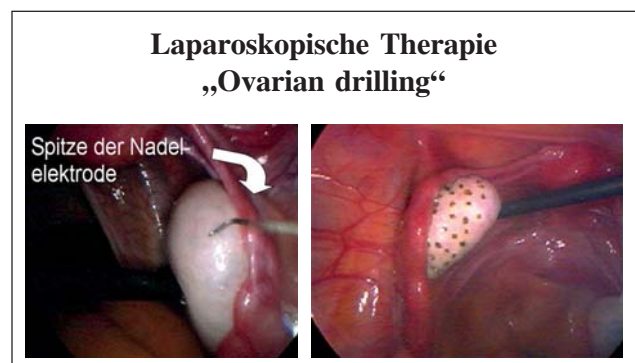 Laparoskopische Therapie
„Ovarian drilling“
Spitze der Nadel-
elektrode